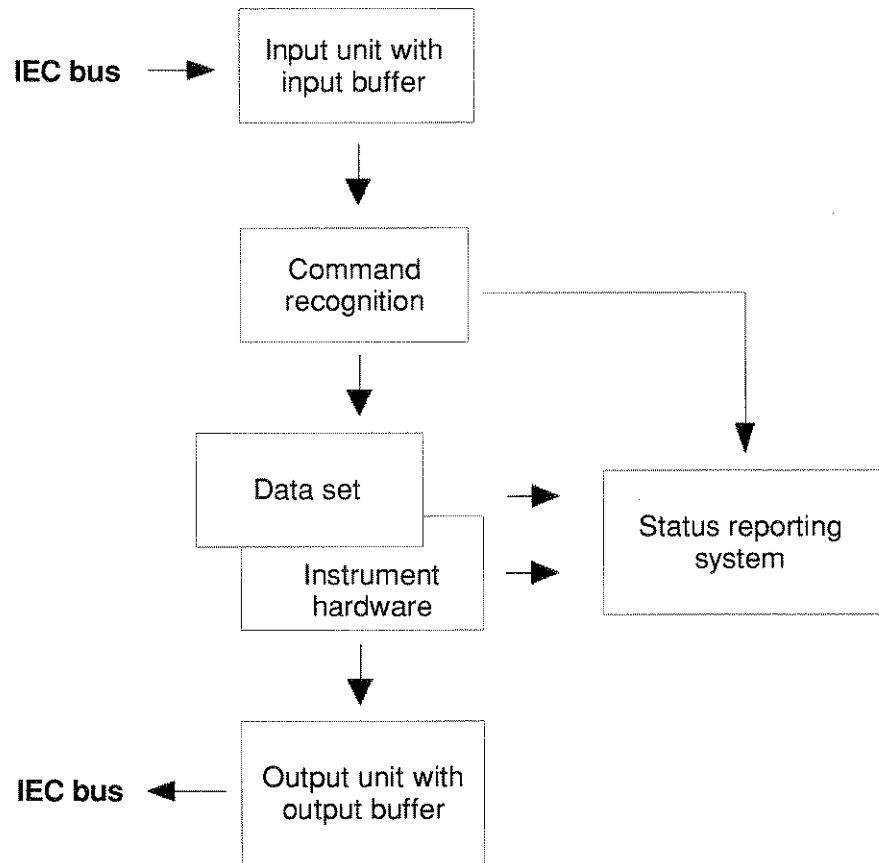 IEC bus
Input unit with
input buffer
Command
recognition
Data set
Instrument
hardware
Status reporting
system
Output unit with
output buffer
IEC bus